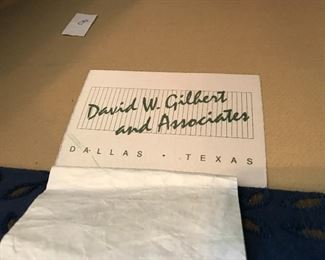 David W. Gilbert
and Associates
DALLAS • TEXAS